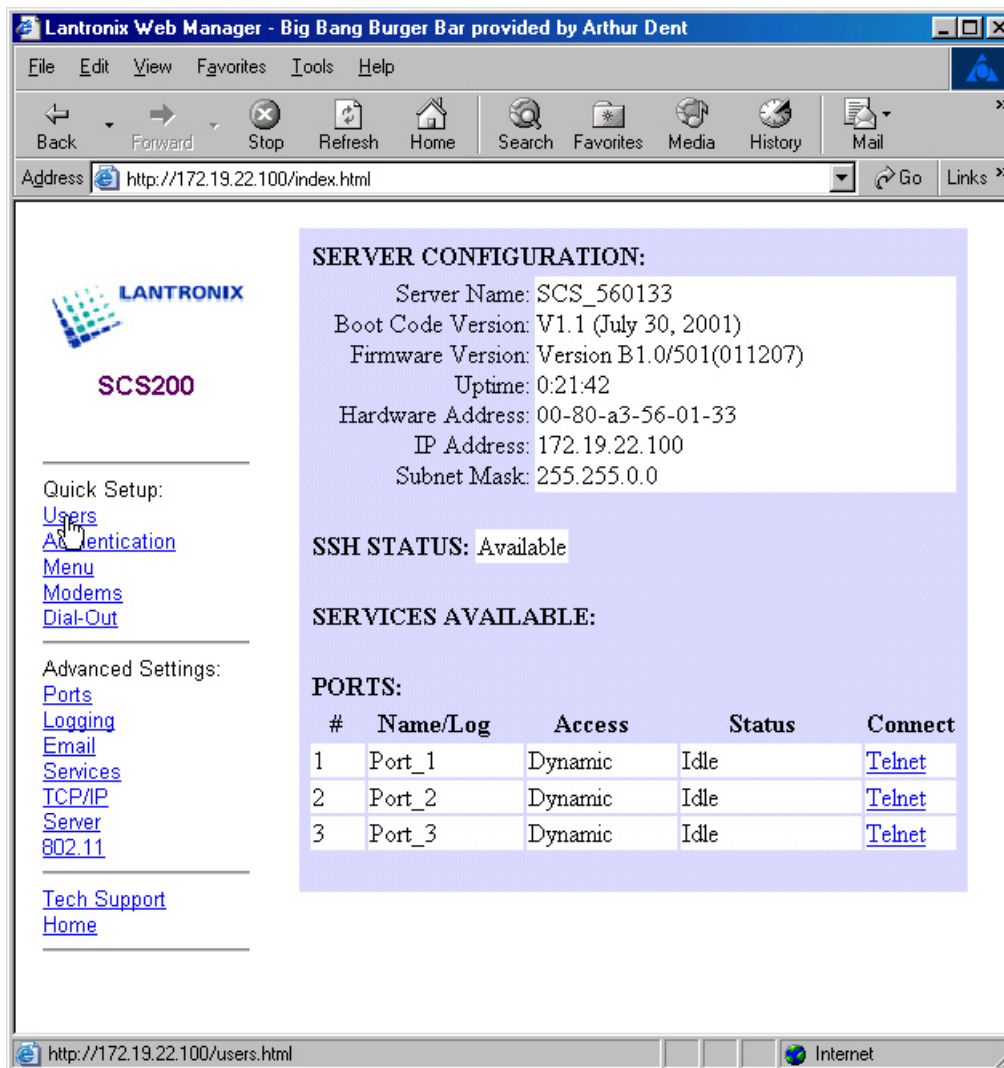 Lantronix Web Manager - Big Bang Burger Bar provided by Arthur Dent
File Edit View Favorites Tools Help
Back Forward Stop Refresh Home Search Favorites Media History Mail »
Address http://172.19.22.100/index.html Go Links »
LANTRONIX
SCS200
Quick Setup:
Users
Authentication
Menu
Modems
Dial-Out
Advanced Settings:
Ports
Logging
Email
Services
TCP/IP
Server
802.11
Tech Support
Home
SERVER CONFIGURATION:
Server Name: SCS_560133
Boot Code Version: V1.1 (July 30, 2001)
Firmware Version: Version B1.0/501(011207)
Uptime: 0:21:42
Hardware Address: 00-80-a3-56-01-33
IP Address: 172.19.22.100
Subnet Mask: 255.255.0.0
SSH STATUS: Available
SERVICES AVAILABLE:
PORTS:
# Name/Log Access Status Connect
1 Port_1 Dynamic Idle Telnet
2 Port_2 Dynamic Idle Telnet
3 Port_3 Dynamic Idle Telnet
http://172.19.22.100/users.html Internet